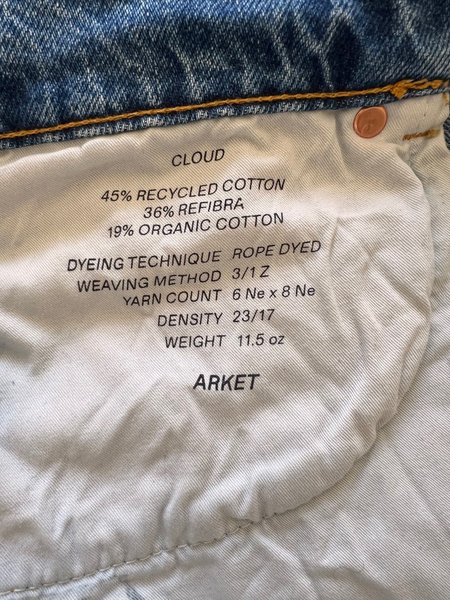 CLOUD
45% RECYCLED COTTON
36% REFIBRA
19% ORGANIC COTTON
DYEING TECHNIQUE ROPE DYED
WEAVING METHOD 3/1 Z
YARN COUNT 6 Ne x 8 Ne
DENSITY 23/17
WEIGHT 11.5 oz
ARKET